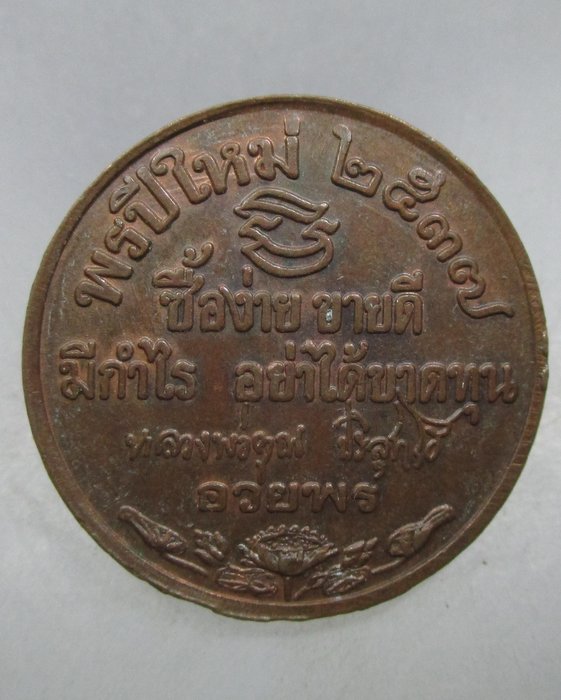 พรปีใหม่ ๒๕๓๗
ซื้อง่าย ขายดี
มีกำไร อย่าได้ขาดทุน
หลวงพ่อคูณ ปริสุทฺโธ
อวยพร